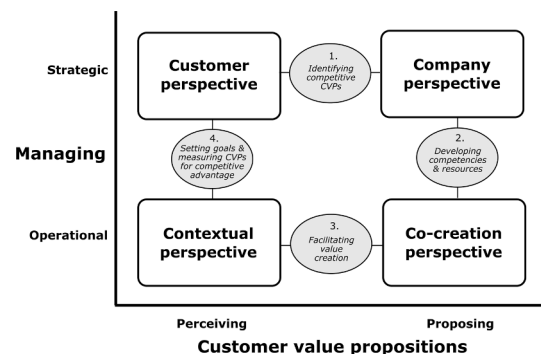 Strategic
Customer
perspective
1.
Identifying
competitive
CVPs
Company
perspective
Managing
4.
Setting goals &
measuring CVPs
for competitive
advantage
2.
Developing
competencies
& resources
Operational
Contextual
perspective
3.
Facilitating
value
creation
Co-creation
perspective
Perceiving
Proposing
Customer value propositions